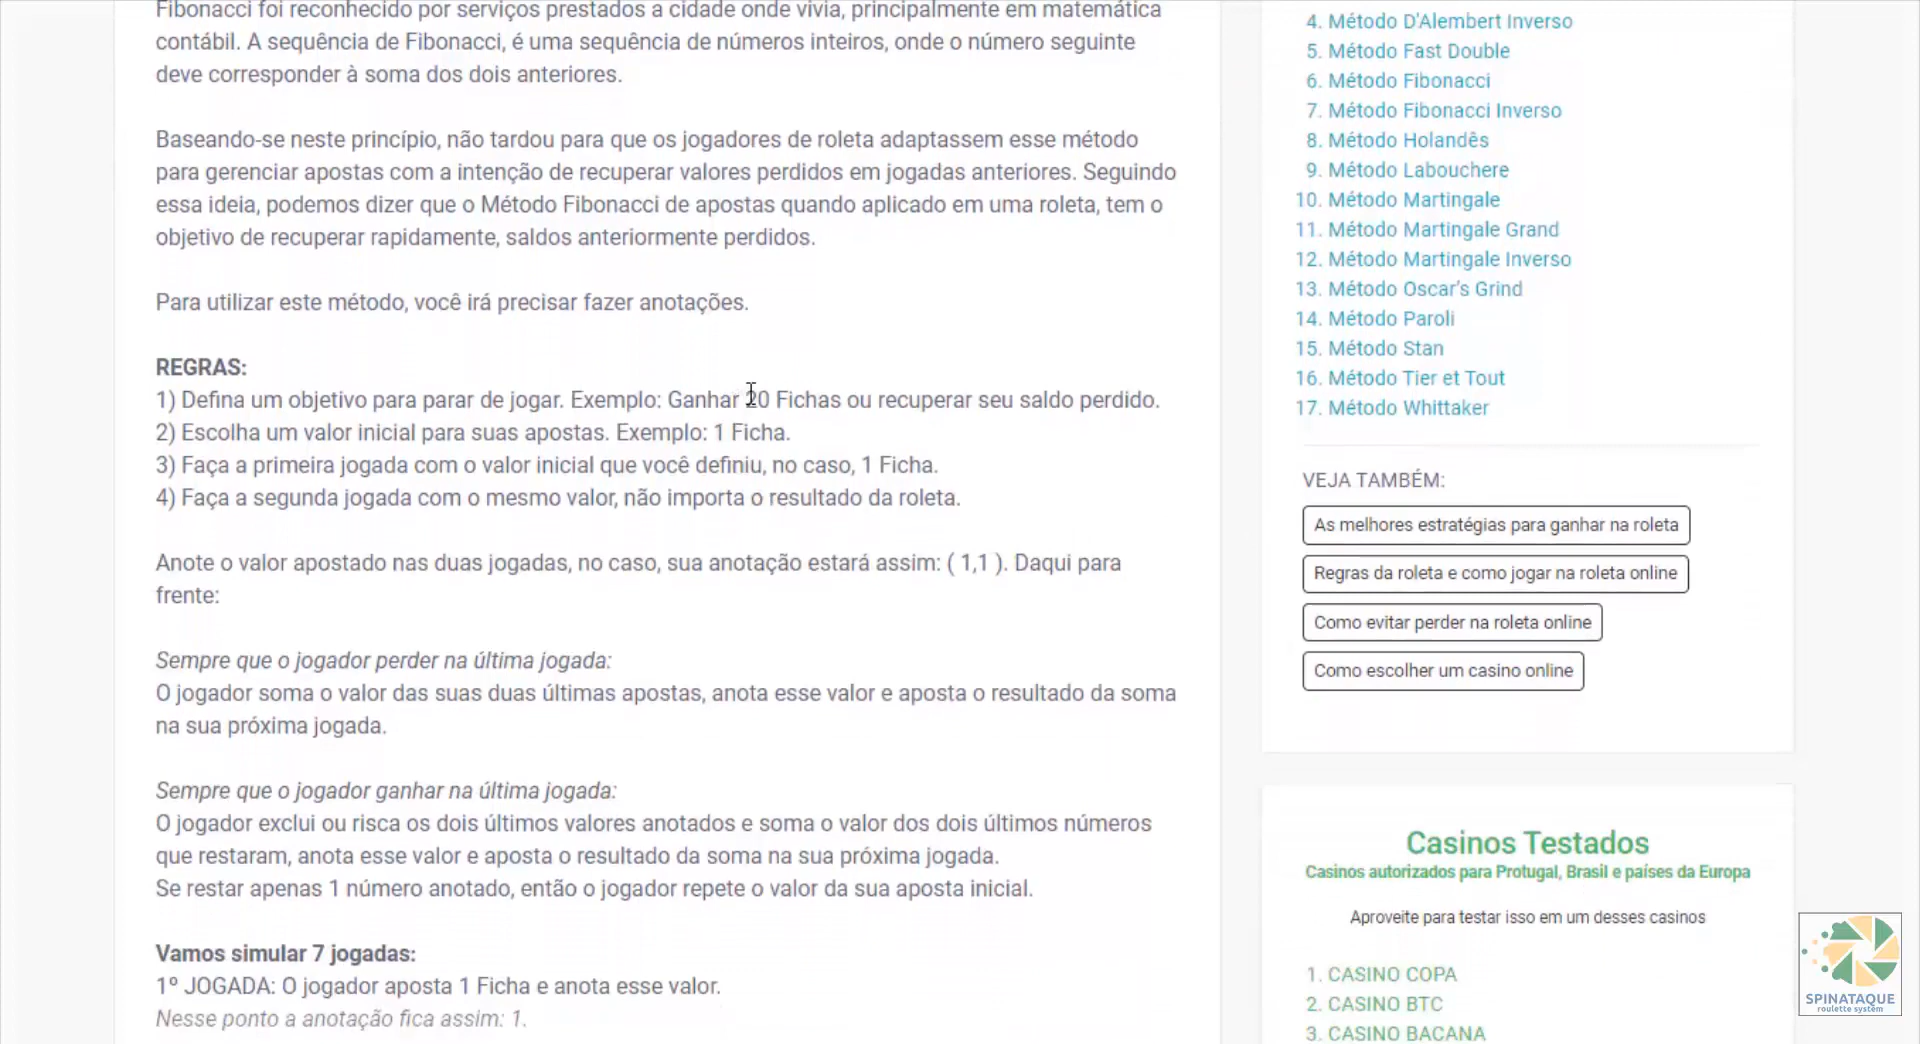 Fibonacci foi reconhecido por serviços prestados a cidade onde vivia, principalmente em matemática
contábil. A sequência de Fibonacci, é uma sequência de números inteiros, onde o número seguinte
deve corresponder à soma dos dois anteriores.
Baseando-se neste princípio, não tardou para que os jogadores de roleta adaptassem esse método
para gerenciar apostas com a intenção de recuperar valores perdidos em jogadas anteriores. Seguindo
essa ideia, podemos dizer que o Método Fibonacci de apostas quando aplicado em uma roleta, tem o
objetivo de recuperar rapidamente, saldos anteriormente perdidos.
Para utilizar este método, você irá precisar fazer anotações.
REGRAS:
1) Defina um objetivo para parar de jogar. Exemplo: Ganhar 20 Fichas ou recuperar seu saldo perdido.
2) Escolha um valor inicial para suas apostas. Exemplo: 1 Ficha.
3) Faça a primeira jogada com o valor inicial que você definiu, no caso, 1 Ficha.
4) Faça a segunda jogada com o mesmo valor, não importa o resultado da roleta.
Anote o valor apostado nas duas jogadas, no caso, sua anotação estará assim: ( 1,1 ). Daqui para
frente:
Sempre que o jogador perder na última jogada:
O jogador soma o valor das suas duas últimas apostas, anota esse valor e aposta o resultado da soma
na sua próxima jogada.
Sempre que o jogador ganhar na última jogada:
O jogador exclui ou risca os dois últimos valores anotados e soma o valor dos dois últimos números
que restaram, anota esse valor e aposta o resultado da soma na sua próxima jogada.
Se restar apenas 1 número anotado, então o jogador repete o valor da sua aposta inicial.
Vamos simular 7 jogadas:
1º JOGADA: O jogador aposta 1 Ficha e anota esse valor.
Nesse ponto a anotação fica assim: 1.
4. Método D'Alembert Inverso
5. Método Fast Double
6. Método Fibonacci
7. Método Fibonacci Inverso
8. Método Holandês
9. Método Labouchere
10. Método Martingale
11. Método Martingale Grand
12. Método Martingale Inverso
13. Método Oscar's Grind
14. Método Paroli
15. Método Stan
16. Método Tier et Tout
17. Método Whittaker
VEJA TAMBÉM:
As melhores estratégias para ganhar na roleta
Regras da roleta e como jogar na roleta online
Como evitar perder na roleta online
Como escolher um casino online
Casinos Testados
Casinos autorizados para Protugal, Brasil e países da Europa
Aproveite para testar isso em um desses casinos
1. CASINO COPA
2. CASINO BTC
3. CASINO BACANA
SPINATAQUE
roulette system